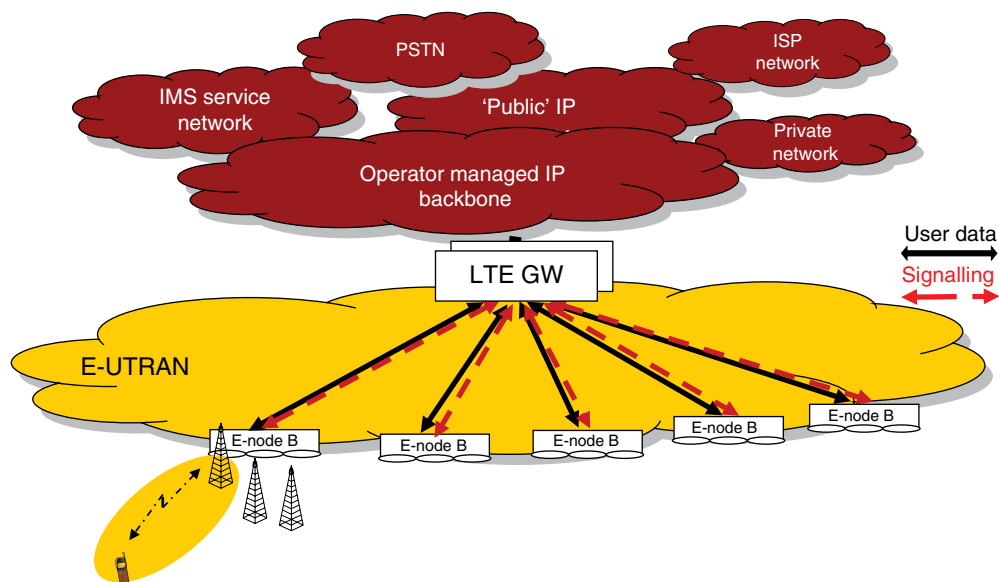 PSTN
ISP
network
IMS service
network
'Public' IP
Private
network
Operator managed IP
backbone
User data
LTE GW
Signalling
E-UTRAN
E-node B
E-node B
E-node B
E-node B
E-node B
z